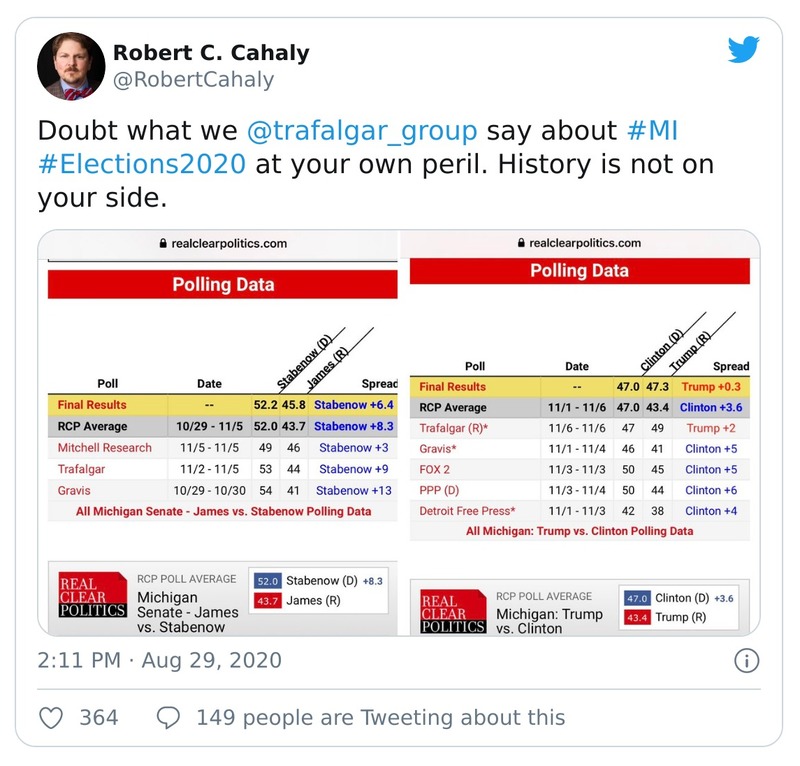 Robert C. Cahaly
@RobertCahaly
Doubt what we @trafalgar_group say about #MI
#Elections2020 at your own peril. History is not on
your side.
realclearpolitics.com
Polling Data
Poll Date Stabenow (D) James (R) Spread
Final Results -- 52.2 45.8 Stabenow +6.4
RCP Average 10/29 - 11/5 52.0 43.7 Stabenow +8.3
Mitchell Research 11/5 - 11/5 49 46 Stabenow +3
Trafalgar 11/2 - 11/5 53 44 Stabenow +9
Gravis 10/29 - 10/30 54 41 Stabenow +13
All Michigan Senate - James vs. Stabenow Polling Data
REAL
CLEAR
POLITICS
RCP POLL AVERAGE
Michigan
Senate - James
vs. Stabenow
52.0 Stabenow (D) +8.3
43.7 James (R)
realclearpolitics.com
Polling Data
Poll Date Clinton (D) Trump (R) Spread
Final Results -- 47.0 47.3 Trump +0.3
RCP Average 11/1 - 11/6 47.0 43.4 Clinton +3.6
Trafalgar (R)* 11/6 - 11/6 47 49 Trump +2
Gravis* 11/1 - 11/4 46 41 Clinton +5
FOX 2 11/3 - 11/3 50 45 Clinton +5
PPP (D) 11/3 - 11/4 50 44 Clinton +6
Detroit Free Press* 11/1 - 11/3 42 38 Clinton +4
All Michigan: Trump vs. Clinton Polling Data
REAL
CLEAR
POLITICS
RCP POLL AVERAGE
Michigan: Trump
vs. Clinton
47.0 Clinton (D) +3.6
43.4 Trump (R)
2:11 PM · Aug 29, 2020
364 149 people are Tweeting about this